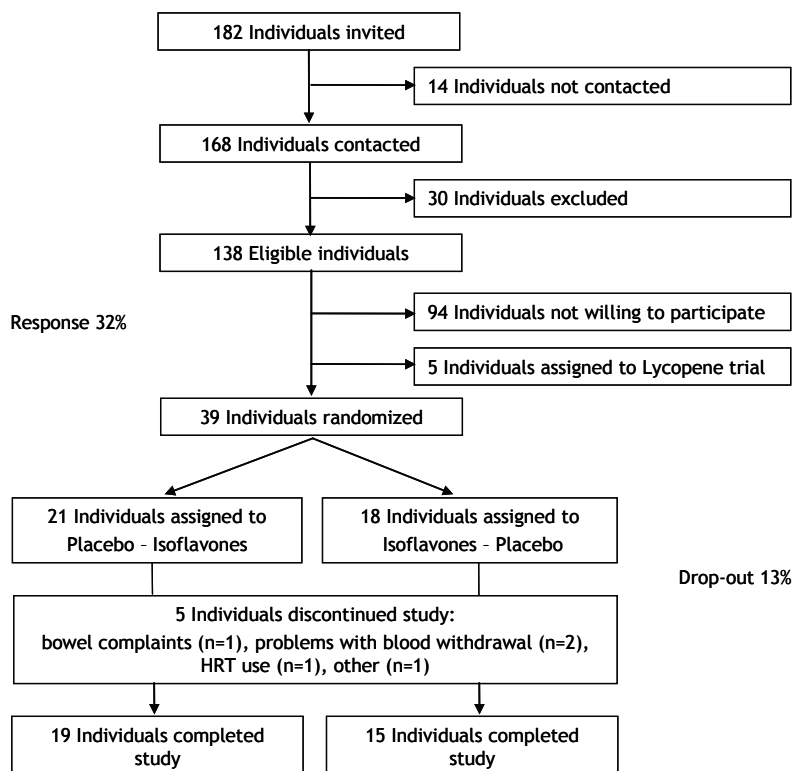 182 Individuals invited
14 Individuals not contacted
168 Individuals contacted
30 Individuals excluded
138 Eligible individuals
94 Individuals not willing to participate
Response 32%
5 Individuals assigned to Lycopene trial
39 Individuals randomized
21 Individuals assigned to
Placebo – Isoflavones
18 Individuals assigned to
Isoflavones – Placebo
Drop-out 13%
5 Individuals discontinued study:
bowel complaints (n=1), problems with blood withdrawal (n=2),
HRT use (n=1), other (n=1)
19 Individuals completed
study
15 Individuals completed
study